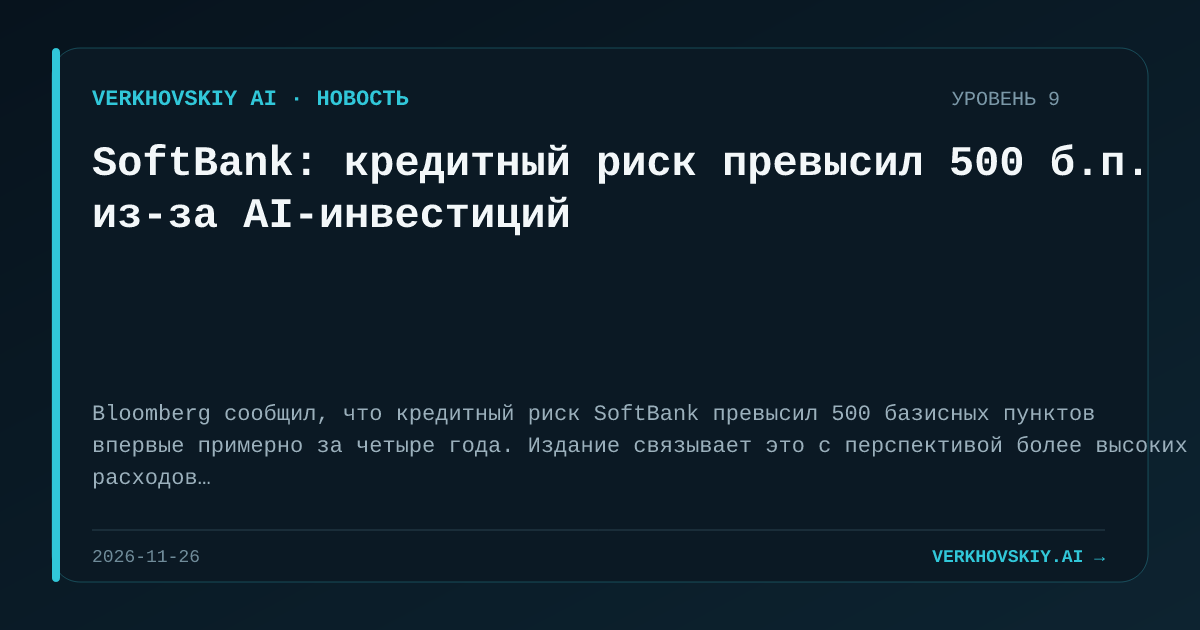 VERKHOVSKIY AI · НОВОСТЬ
УРОВЕНЬ 9
SoftBank: кредитный риск превысил 500 б.п.
из-за AI-инвестиций
Bloomberg сообщил, что кредитный риск SoftBank превысил 500 базисных пунктов
впервые примерно за четыре года. Издание связывает это с перспективой более высоких
расходов…
2026-11-26
VERKHOVSKIY.AI →